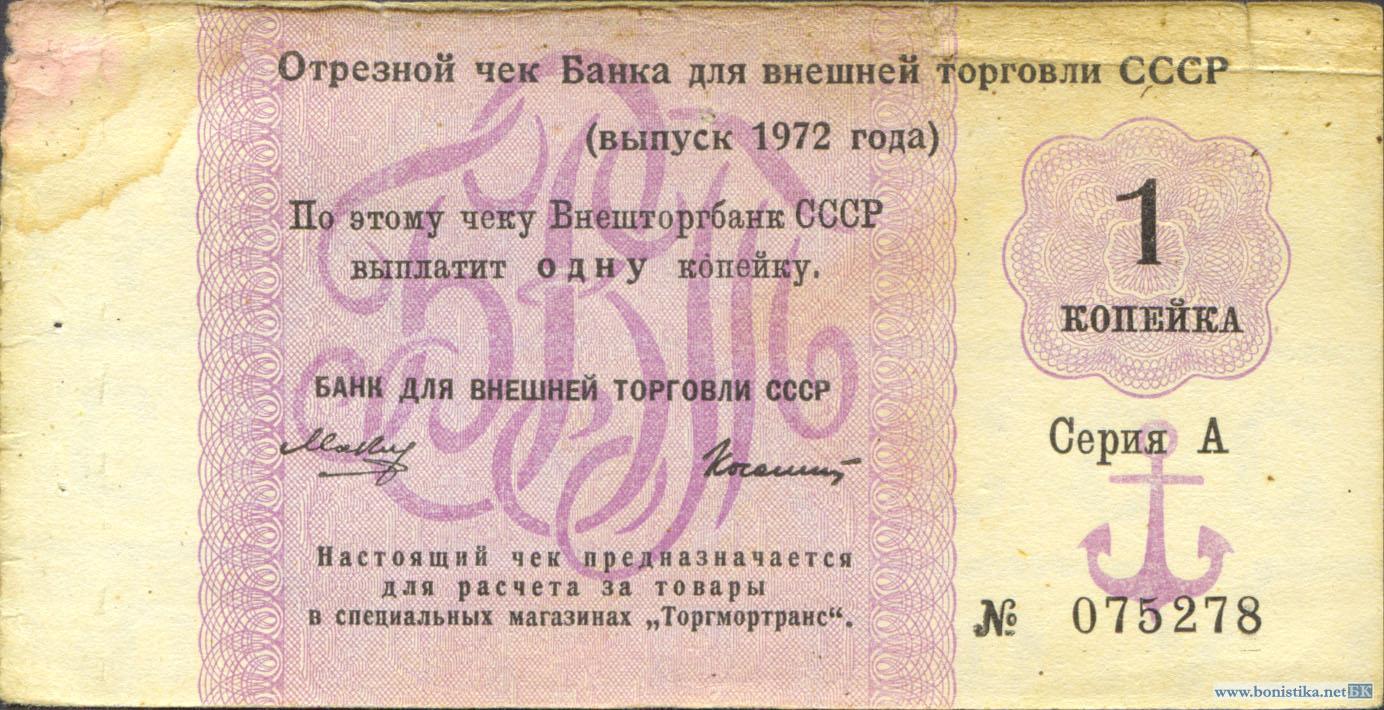 Отрезной чек Банка для внешней торговли СССР
(выпуск 1972 года)
По этому чеку Внешторгбанк СССР
выплатит одну копейку.
1
КОПЕЙКА
БАНК ДЛЯ ВНЕШНЕЙ ТОРГОВЛИ СССР
Серия А
Настоящий чек предназначается
для расчета за товары
в специальных магазинах „Торгмортранс“.
№ 075278
www.bonistika.net БК